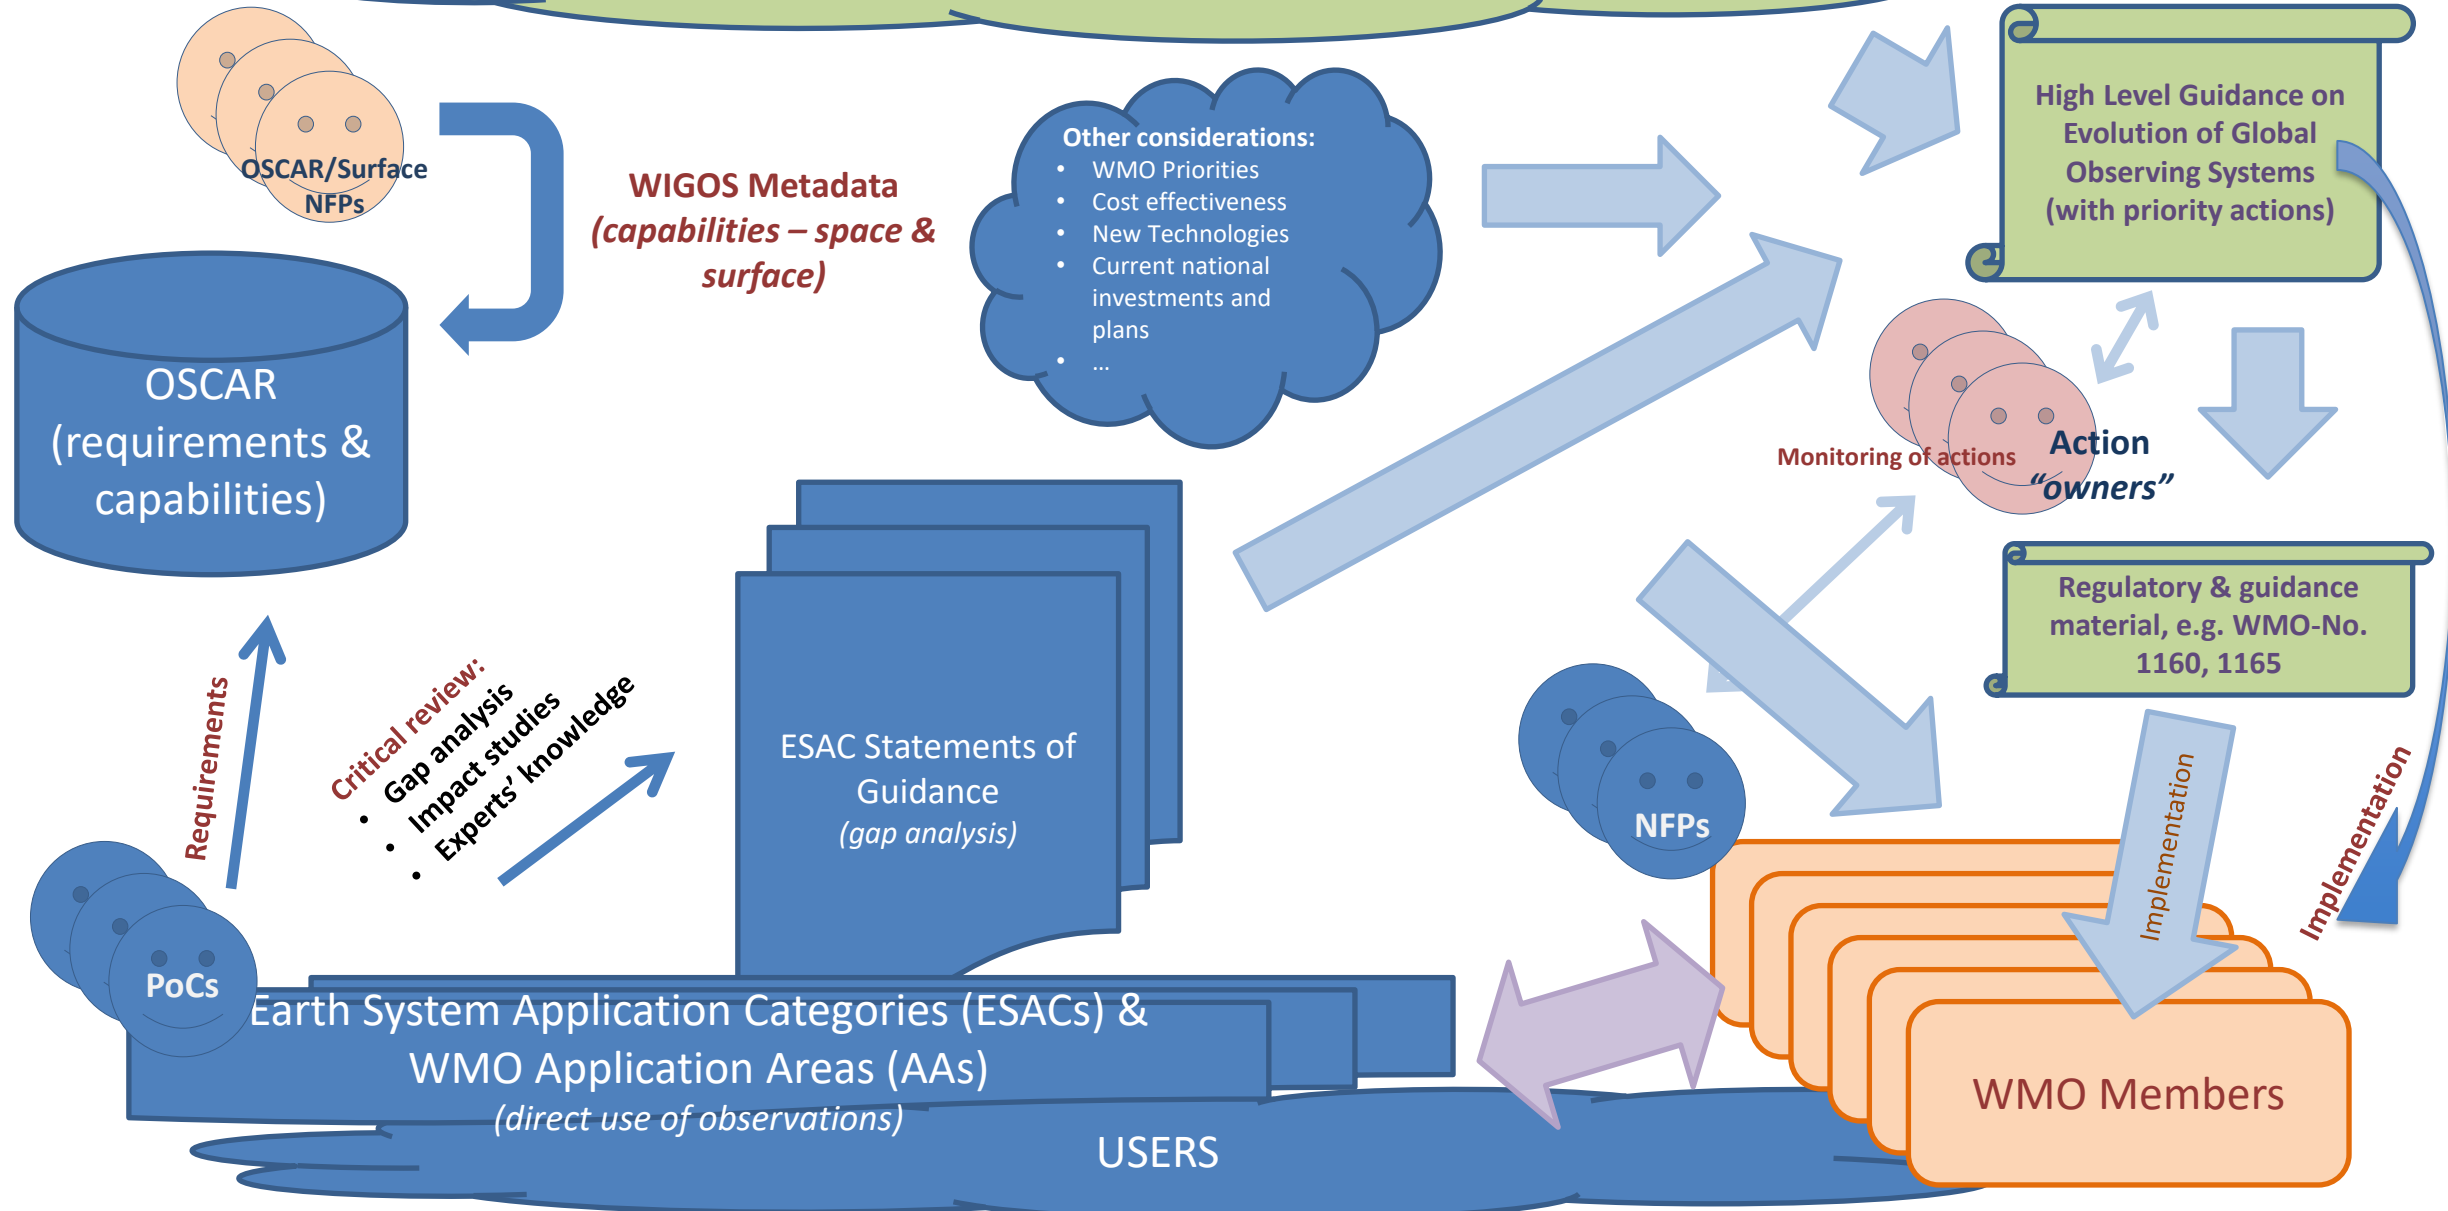 OSCAR/Surface
NFPs
WIGOS Metadata
(capabilities – space &
surface)
Other considerations:
• WMO Priorities
• Cost effectiveness
• New Technologies
• Current national
investments and
plans
• ...
High Level Guidance on
Evolution of Global
Observing Systems
(with priority actions)
OSCAR
(requirements &
capabilities)
Monitoring of actions
Action
“owners”
Regulatory & guidance
material, e.g. WMO-No.
1160, 1165
Requirements
Critical review:
• Gap analysis
• Impact studies
• Experts’ knowledge
ESAC Statements of
Guidance
(gap analysis)
NFPs
Implementation
Implementation
PoCs
Earth System Application Categories (ESACs) &
WMO Application Areas (AAs)
(direct use of observations)
USERS
WMO Members